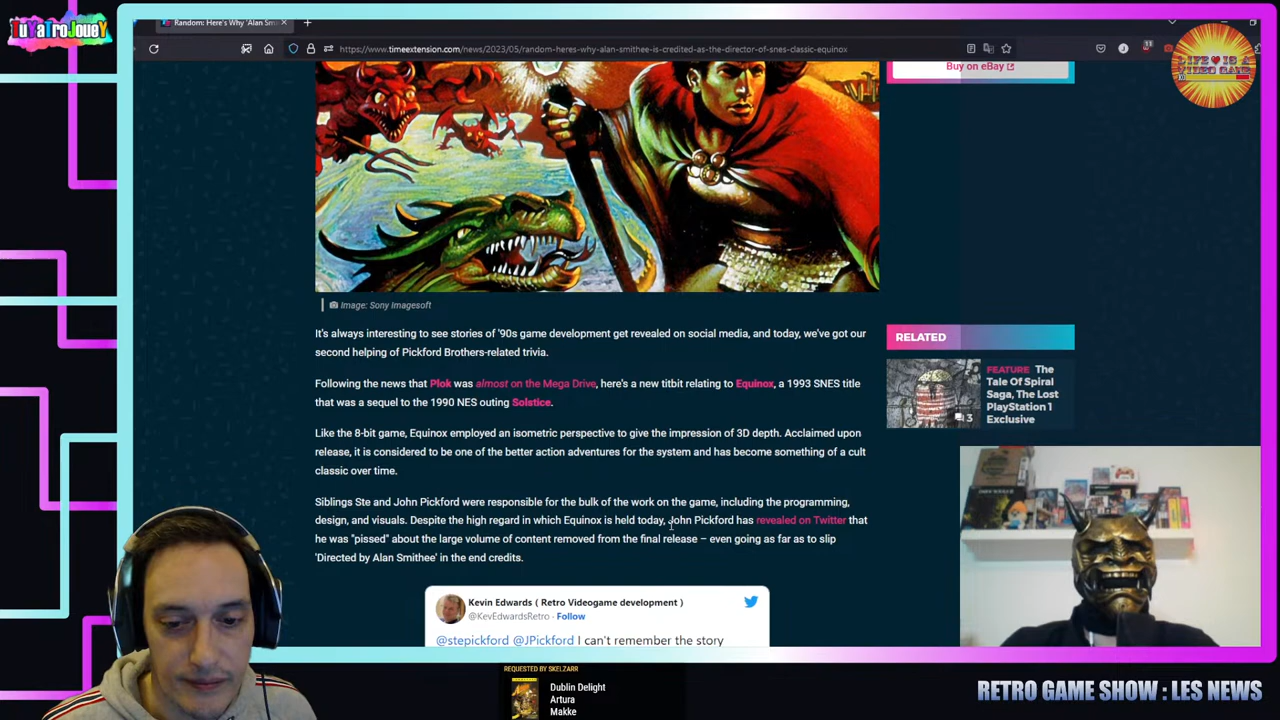 TuYaTroJoueY
Random: Here's Why 'Alan Smi
https://www.timeextension.com/news/2023/05/random-heres-why-alan-smithee-is-credited-as-the-director-of-snes-classic-equinox
11
LIVE IS A
VIDEO GAME
Buy on eBay
Image: Sony Imagesoft
It's always interesting to see stories of '90s game development get revealed on social media, and today, we've got our
second helping of Pickford Brothers-related trivia.
Following the news that Plok was almost on the Mega Drive, here's a new titbit relating to Equinox, a 1993 SNES title
that was a sequel to the 1990 NES outing Solstice.
Like the 8-bit game, Equinox employed an isometric perspective to give the impression of 3D depth. Acclaimed upon
release, it is considered to be one of the better action adventures for the system and has become something of a cult
classic over time.
Siblings Ste and John Pickford were responsible for the bulk of the work on the game, including the programming,
design, and visuals. Despite the high regard in which Equinox is held today, John Pickford has revealed on Twitter that
he was "pissed" about the large volume of content removed from the final release – even going as far as to slip
'Directed by Alan Smithee' in the end credits.
Kevin Edwards ( Retro Videogame development )
@KevEdwardsRetro · Follow
@stepickford @JPickford I can't remember the story
RELATED
FEATURE The
Tale Of Spiral
Saga, The Lost
PlayStation 1
Exclusive
3
REQUESTED BY SKELZARR
Dublin Delight
Artura
Makke
RETRO GAME SHOW : LES NEWS